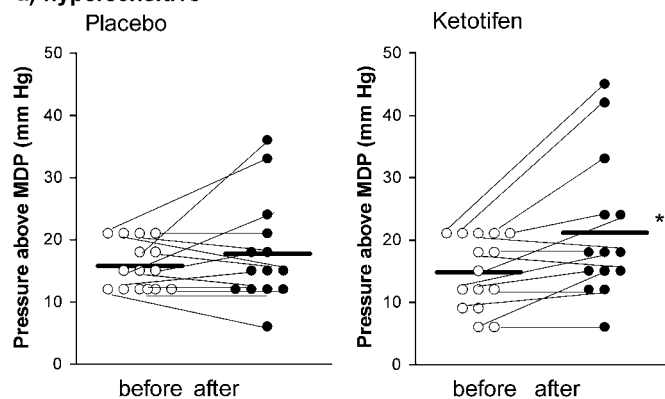 a) hypersensitive
Placebo
Ketotifen
Pressure above MDP (mm Hg)
50
40
30
20
10
0
before after
Pressure above MDP (mm Hg)
50
40
30
20
10
0
*
before after